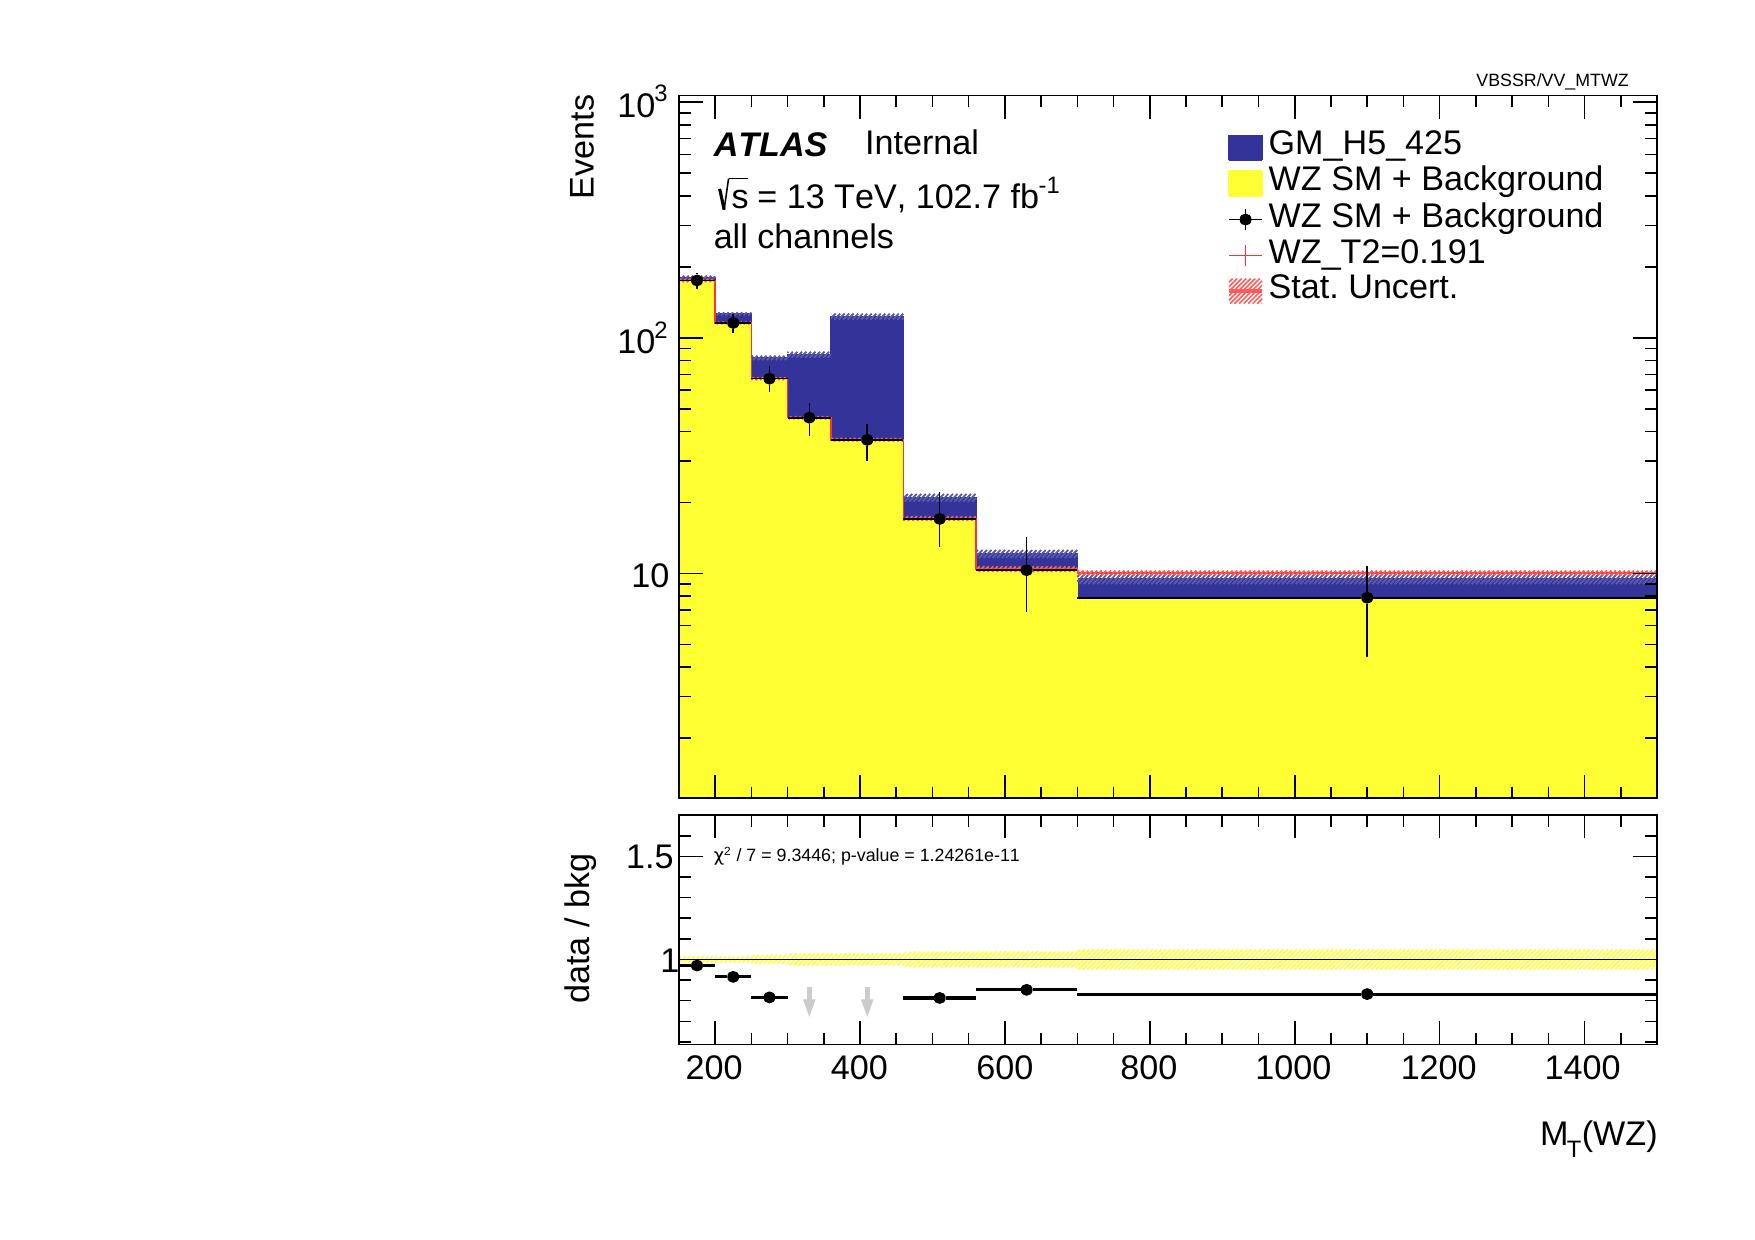 VBSSR/VV_MTWZ
Events
10³
10²
10
ATLAS Internal
√s = 13 TeV, 102.7 fb⁻¹
all channels
GM_H5_425
WZ SM + Background
WZ SM + Background
WZ_T2=0.191
Stat. Uncert.
data / bkg
1.5
1
χ² / 7 = 9.3446; p-value = 1.24261e-11
200 400 600 800 1000 1200 1400
M_T(WZ)